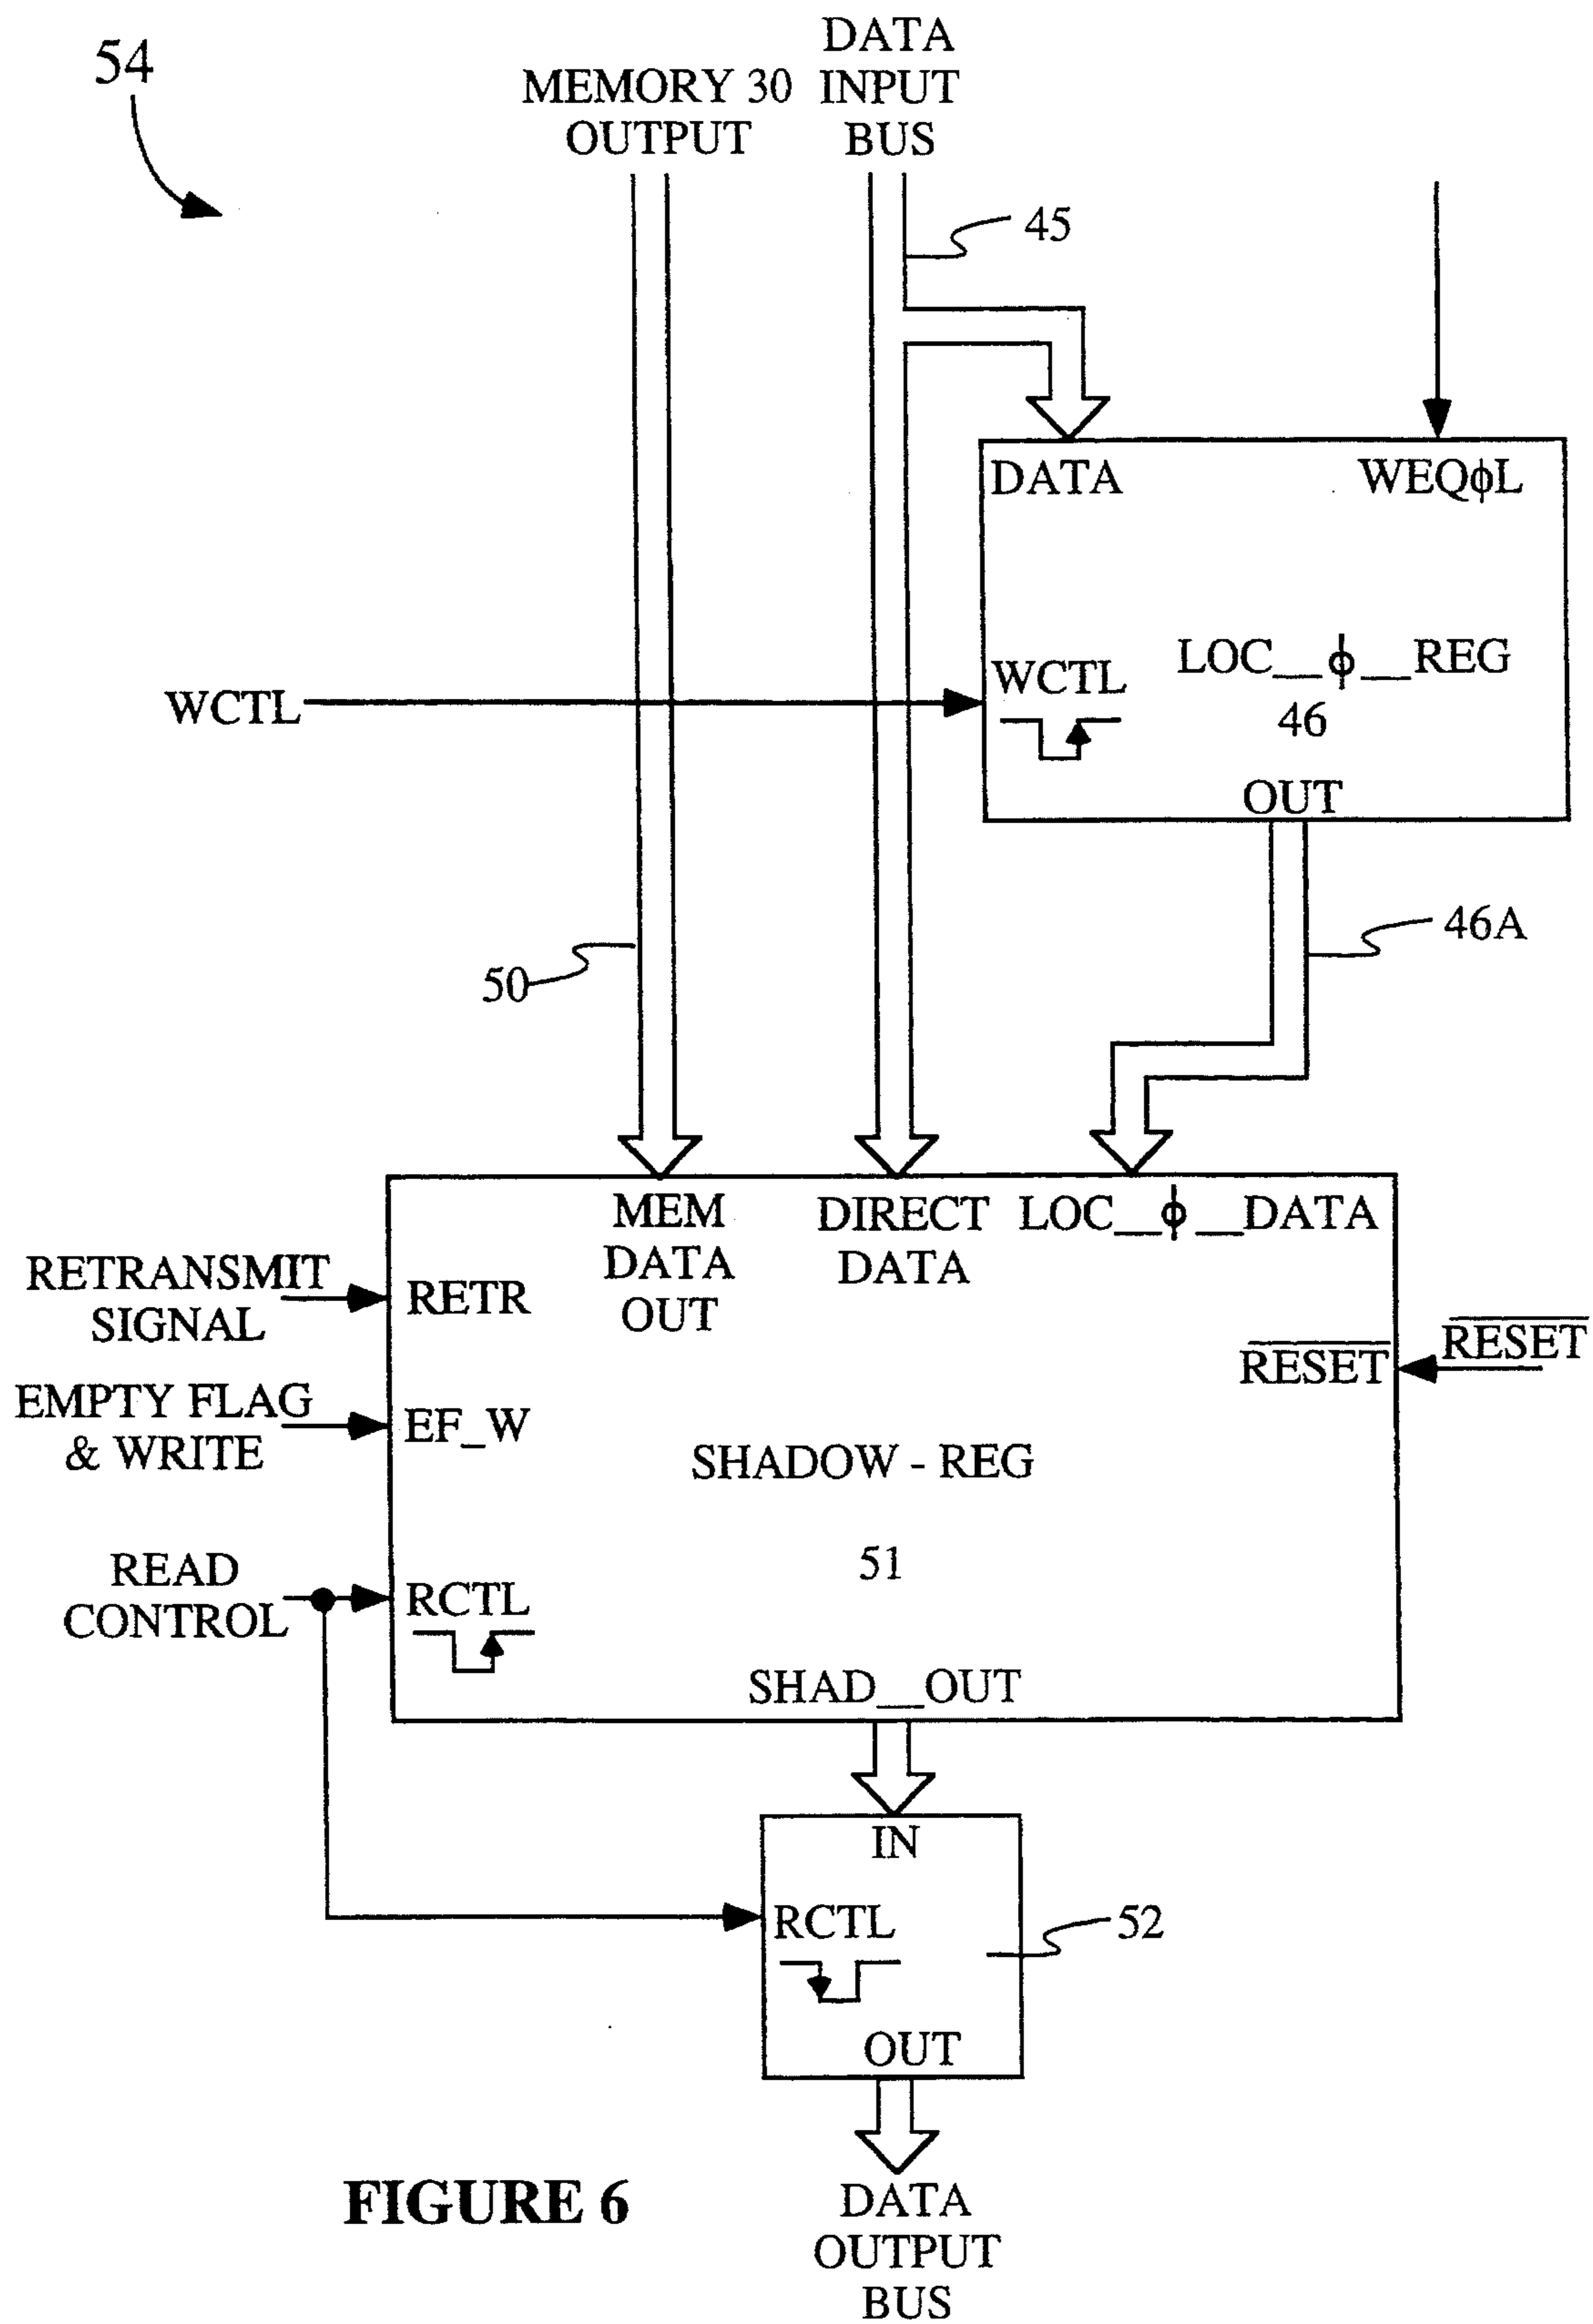 54
MEMORY 30
OUTPUT
DATA
INPUT
BUS
45
DATA
WEQϕL
WCTL
WCTL
LOC__ϕ__REG
46
OUT
50
46A
MEM
DATA
OUT
DIRECT
DATA
LOC__ϕ__DATA
RETRANSMIT
SIGNAL
RETR
RESET
RESET
EMPTY FLAG
& WRITE
EF_W
SHADOW - REG
51
READ
CONTROL
RCTL
SHAD__OUT
IN
RCTL
52
OUT
FIGURE 6
DATA
OUTPUT
BUS